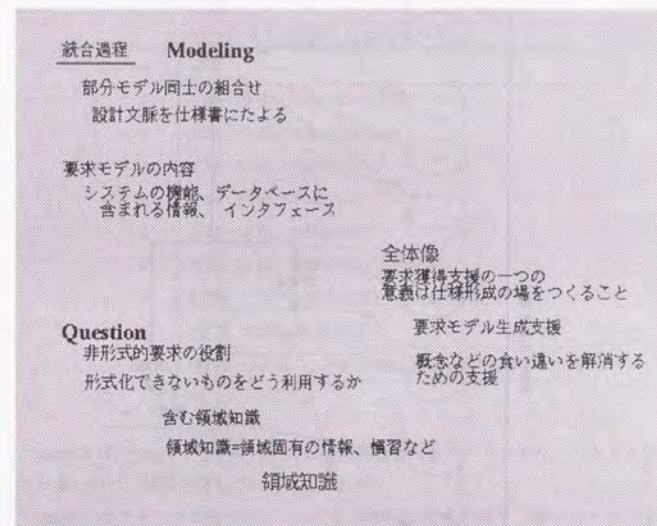 統合過程 Modeling
部分モデル同士の組合せ
設計文脈を仕様書にたよる
要求モデルの内容
システムの機能、データベースに
含まれる情報、インタフェース
全体像
要求獲得支援の一つの
意義は仕様形成の場をつくること
要求モデル生成支援
概念などの食い違いを解消する
ための支援
Question
非形式的要求の役割
形式化できないものをどう利用するか
含む領域知識
領域知識=領域固有の情報、慣習など
領域知識